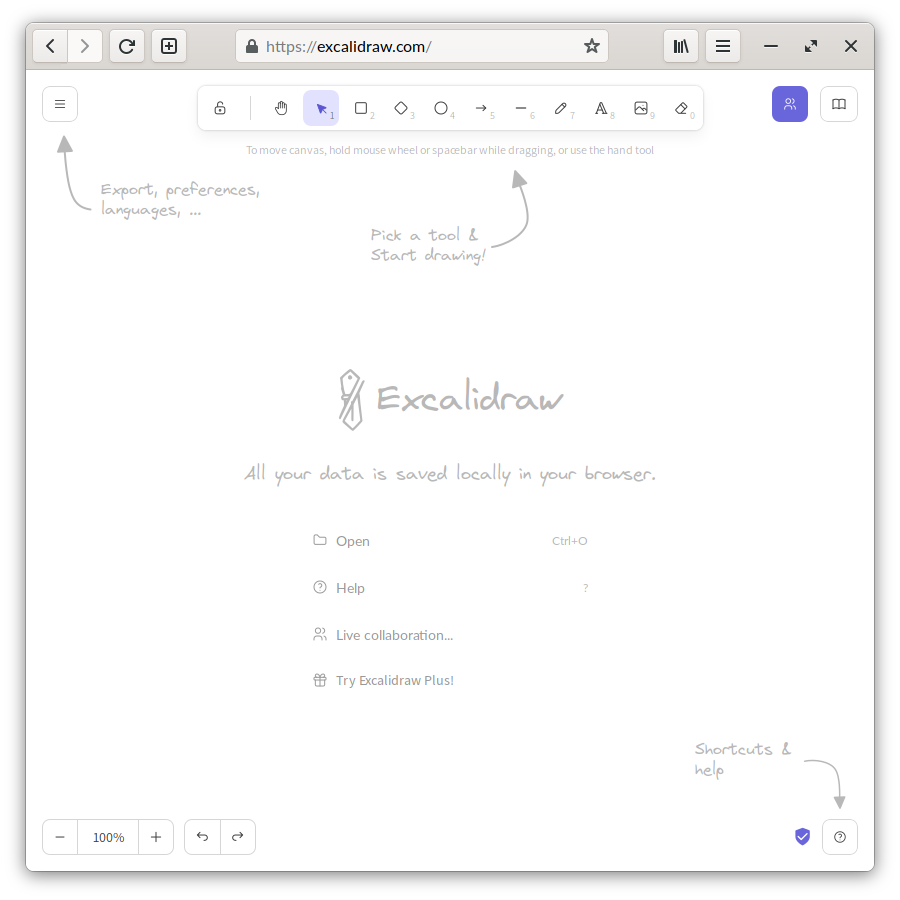 https://excalidraw.com/
1
2
3
4
5
6
7
8
9
0
To move canvas, hold mouse wheel or spacebar while dragging, or use the hand tool
Export, preferences,
languages, ...
Pick a tool &
Start drawing!
Excalidraw
All your data is saved locally in your browser.
Open Ctrl+O
Help ?
Live collaboration...
Try Excalidraw Plus!
Shortcuts &
help
100%